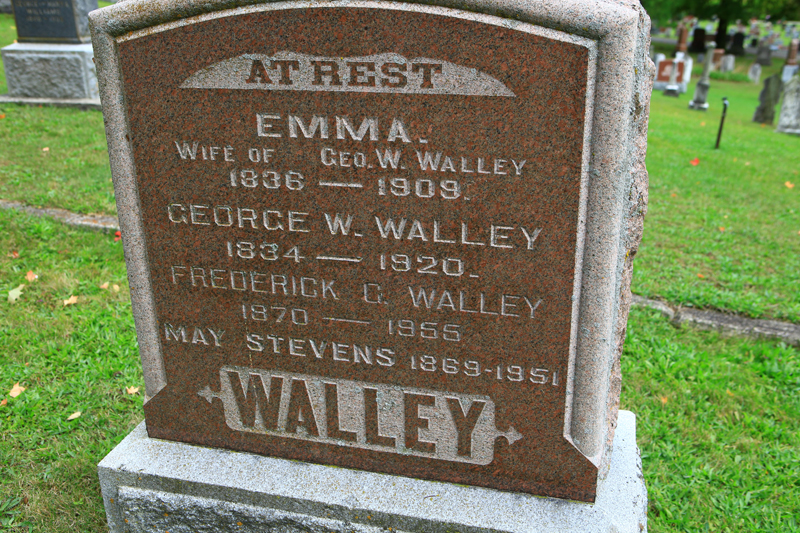 AT REST
EMMA.
WIFE OF GEO. W. WALLEY
1836 — 1909.
GEORGE W. WALLEY
1834 — 1920.
FREDERICK G. WALLEY
1870 — 1955
MAY STEVENS 1869-1951
WALLEY